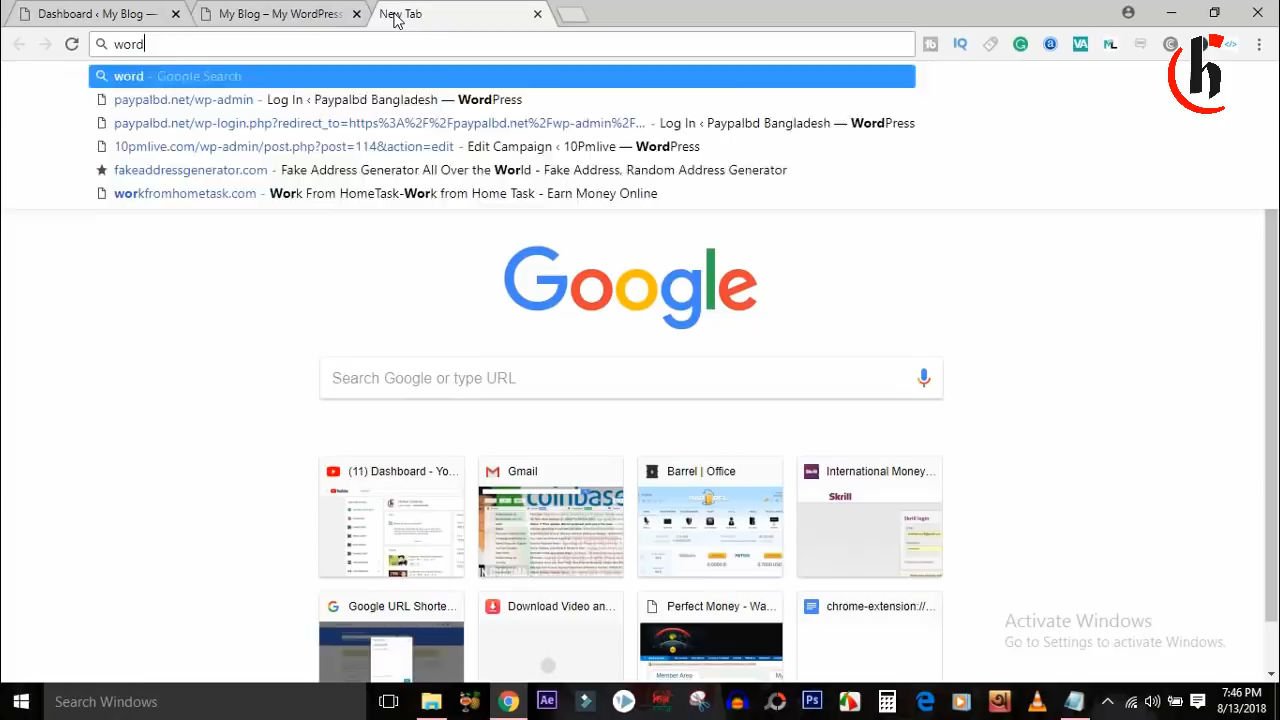 Dashboard ‹ My Blog —
My Blog – My WordPress
New Tab
word
word - Google Search
paypalbd.net/wp-admin - Log In ‹ Paypalbd Bangladesh — WordPress
paypalbd.net/wp-login.php?redirect_to=https%3A%2F%2Fpaypalbd.net%2Fwp-admin%2F... - Log In ‹ Paypalbd Bangladesh — WordPress
10pmlive.com/wp-admin/post.php?post=114&action=edit - Edit Campaign ‹ 10Pmlive — WordPress
fakeaddressgenerator.com - Fake Address Generator All Over the World - Fake Address, Random Address Generator
workfromhometask.com - Work From HomeTask-Work from Home Task - Earn Money Online
Google
Search Google or type URL
(11) Dashboard - Yo...
Gmail
Barrel | Office
International Money...
coinbase
Skrill
Skrill login
Google URL Shorte...
Download Video an...
Perfect Money - Wa...
chrome-extension://...
Member Area
Activate Windows
Go to Settings to activate Windows.
Search Windows
7:46 PM
8/13/2018